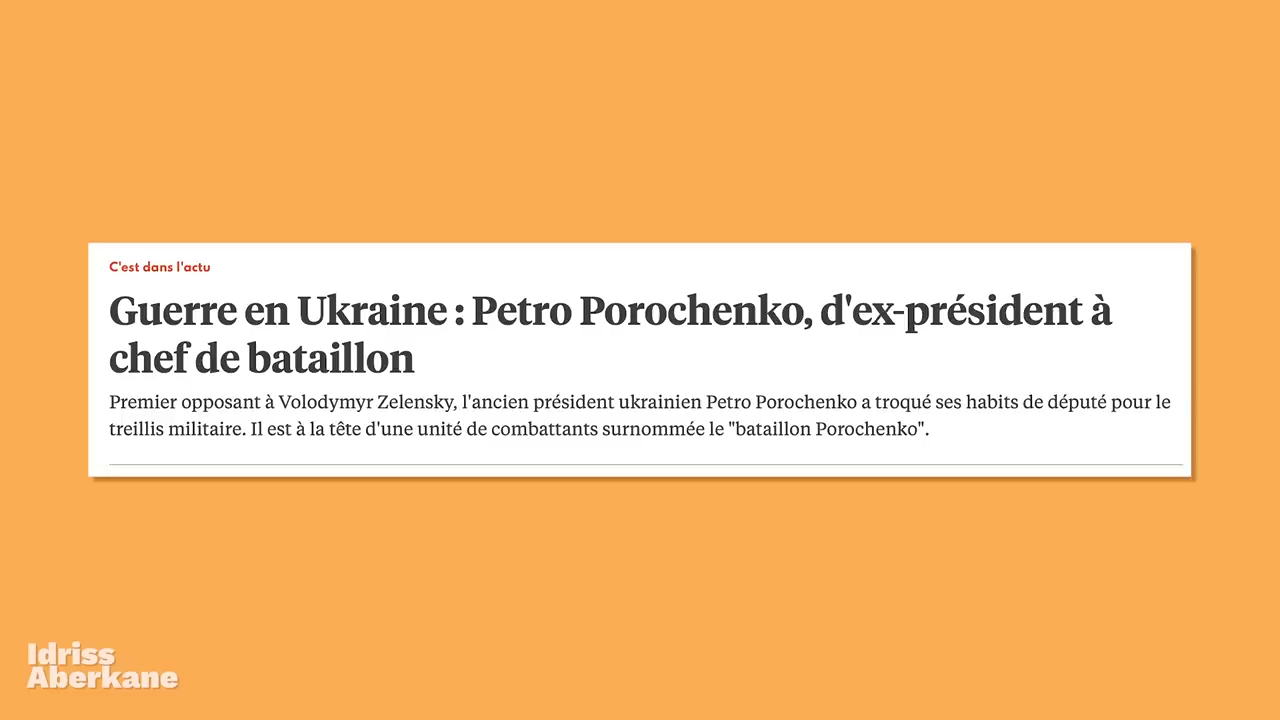 C'est dans l'actu
Guerre en Ukraine : Petro Porochenko, d'ex-président à
chef de bataillon
Premier opposant à Volodymyr Zelensky, l'ancien président ukrainien Petro Porochenko a troqué ses habits de député pour le
treillis militaire. Il est à la tête d'une unité de combattants surnommée le "bataillon Porochenko".
Idriss
Aberkane